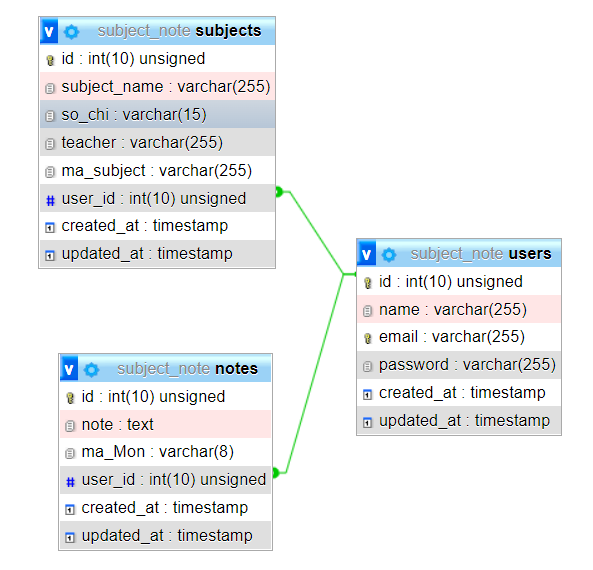 v subject_note subjects
id : int(10) unsigned
subject_name : varchar(255)
so_chi : varchar(15)
teacher : varchar(255)
ma_subject : varchar(255)
# user_id : int(10) unsigned
created_at : timestamp
updated_at : timestamp
v subject_note users
id : int(10) unsigned
name : varchar(255)
email : varchar(255)
password : varchar(255)
created_at : timestamp
updated_at : timestamp
v subject_note notes
id : int(10) unsigned
note : text
ma_Mon : varchar(8)
# user_id : int(10) unsigned
created_at : timestamp
updated_at : timestamp